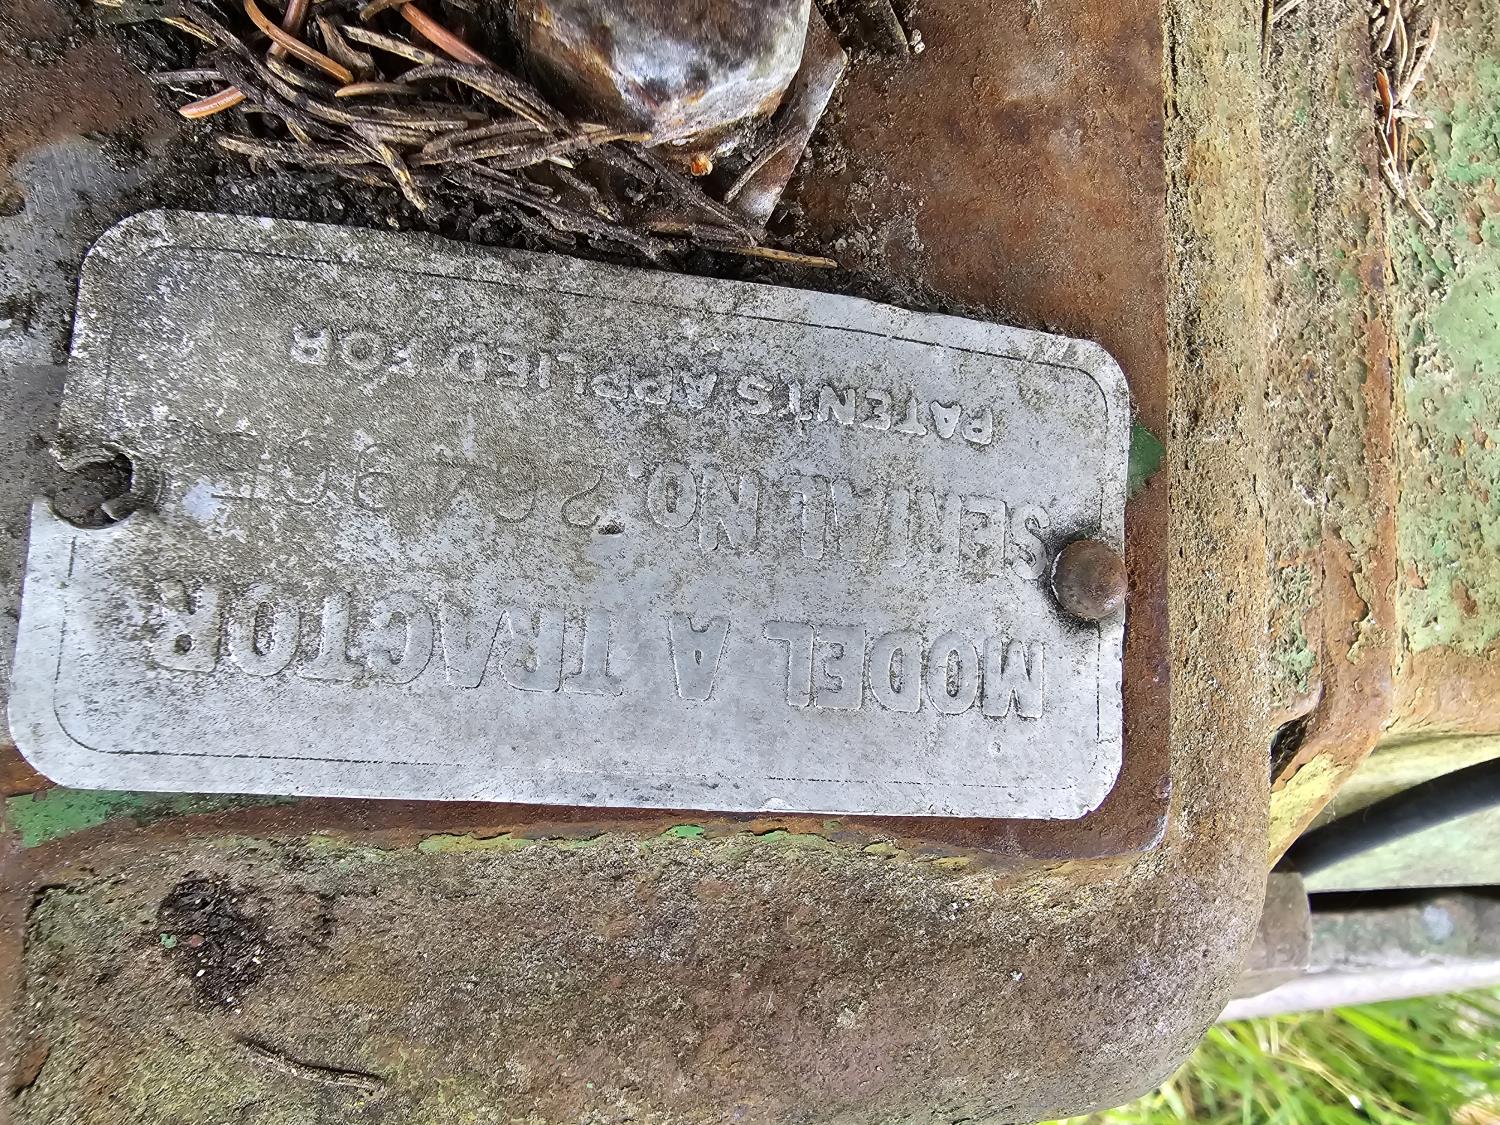 MODEL A TRACTOR
SERIAL NO.
PATENTS APPLIED FOR